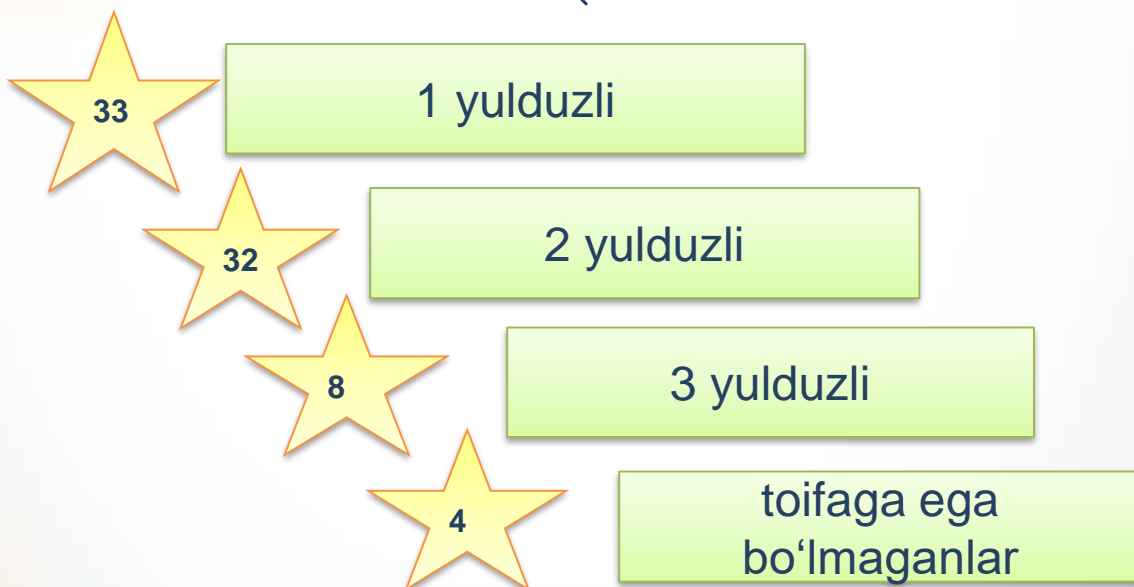 33
1 yulduzli
32
2 yulduzli
8
3 yulduzli
4
toifaga ega
bo‘lmaganlar